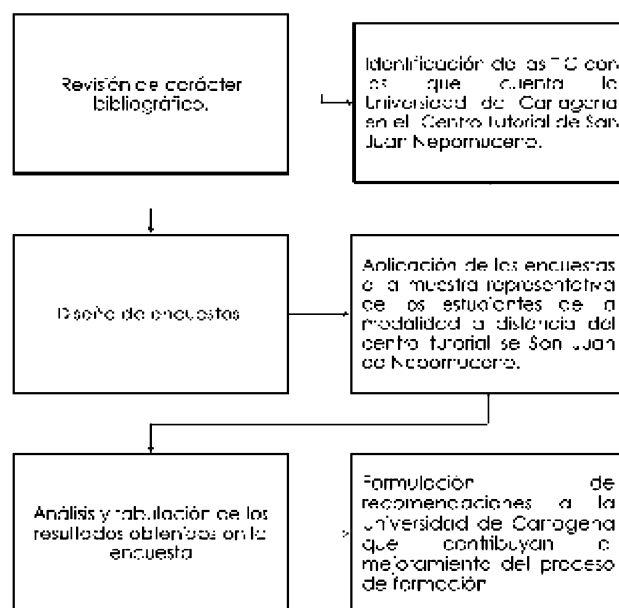 Revisión de carácter
bibliográfico.
Identificación de las TIC con
las que cuenta la
Universidad de Cartagena
en el Centro Tutorial de San
Juan Nepomuceno.
Diseño de encuestas
Aplicación de las encuestas
a la muestra representativa
de los estudiantes de la
modalidad a distancia del
centro tutorial se San Juan
de Nepomuceno.
Análisis y tabulación de los
resultados obtenidos en la
encuesta
Formulación de
recomendaciones a la
universidad de Cartagena
que contribuyan al
mejoramiento del proceso
de formación